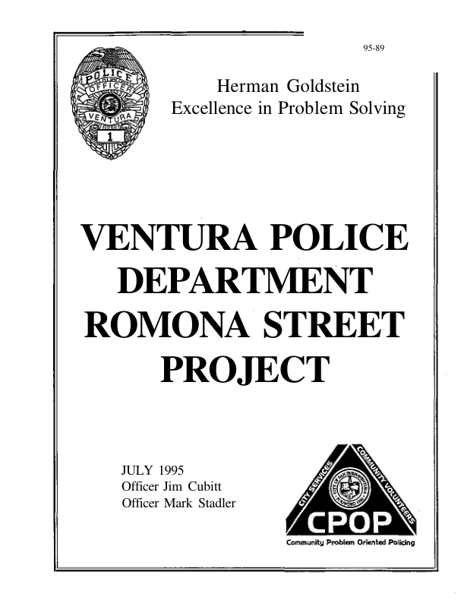 95-89
POLICE
OFFICER
VENTURA
1
Herman Goldstein
Excellence in Problem Solving
VENTURA POLICE
DEPARTMENT
ROMONA STREET
PROJECT
JULY 1995
Officer Jim Cubitt
Officer Mark Stadler
CITY SERVICES
COMMUNITY VOLUNTEERS
CPOP
Community Problem Oriented Policing